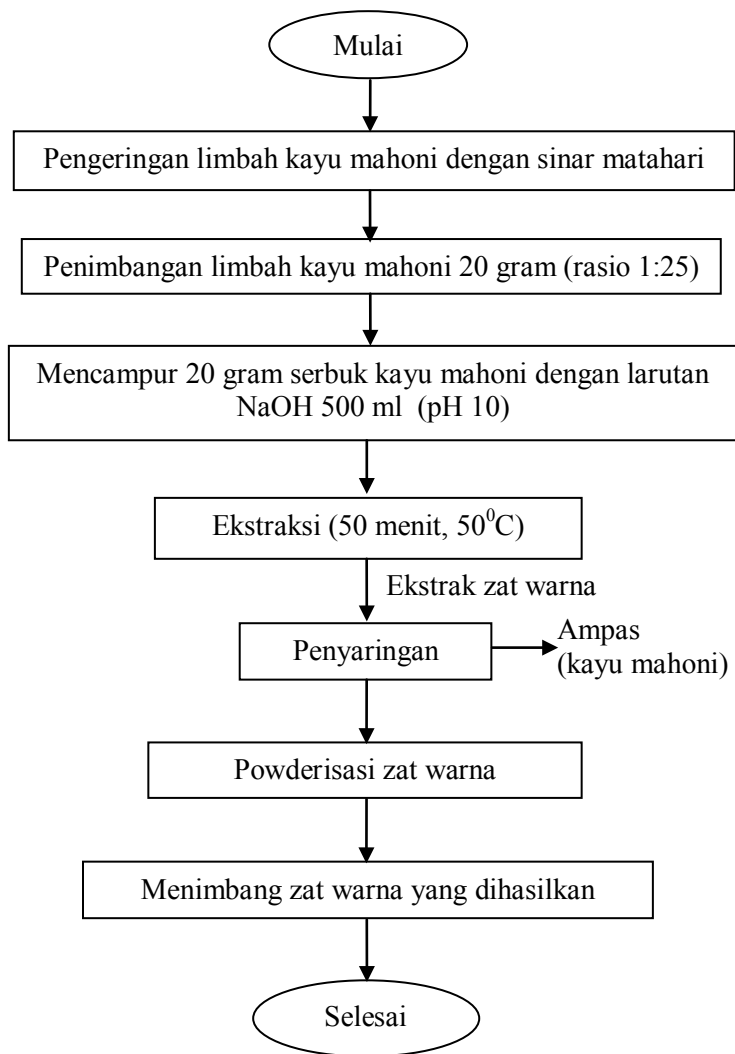 Mulai
Pengeringan limbah kayu mahoni dengan sinar matahari
Penimbangan limbah kayu mahoni 20 gram (rasio 1:25)
Mencampur 20 gram serbuk kayu mahoni dengan larutan
NaOH 500 ml (pH 10)
Ekstraksi (50 menit, 50⁰C)
Ekstrak zat warna
Penyaringan
Ampas
(kayu mahoni)
Powderisasi zat warna
Menimbang zat warna yang dihasilkan
Selesai